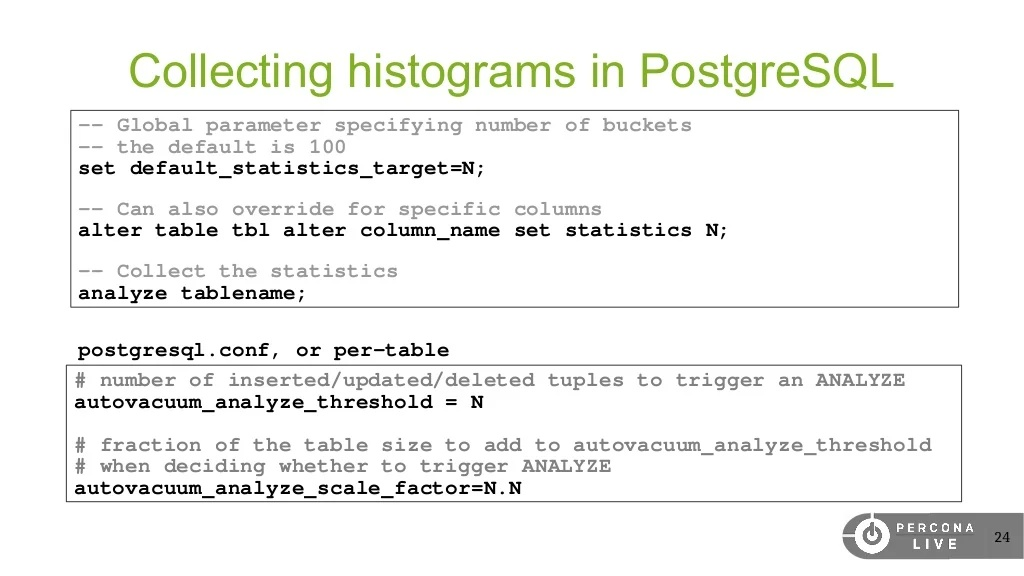 Collecting histograms in PostgreSQL
-- Global parameter specifying number of buckets
-- the default is 100
set default_statistics_target=N;
-- Can also override for specific columns
alter table tbl alter column_name set statistics N;
-- Collect the statistics
analyze tablename;
postgresql.conf, or per-table
# number of inserted/updated/deleted tuples to trigger an ANALYZE
autovacuum_analyze_threshold = N
# fraction of the table size to add to autovacuum_analyze_threshold
# when deciding whether to trigger ANALYZE
autovacuum_analyze_scale_factor=N.N
PERCONA
LIVE
24